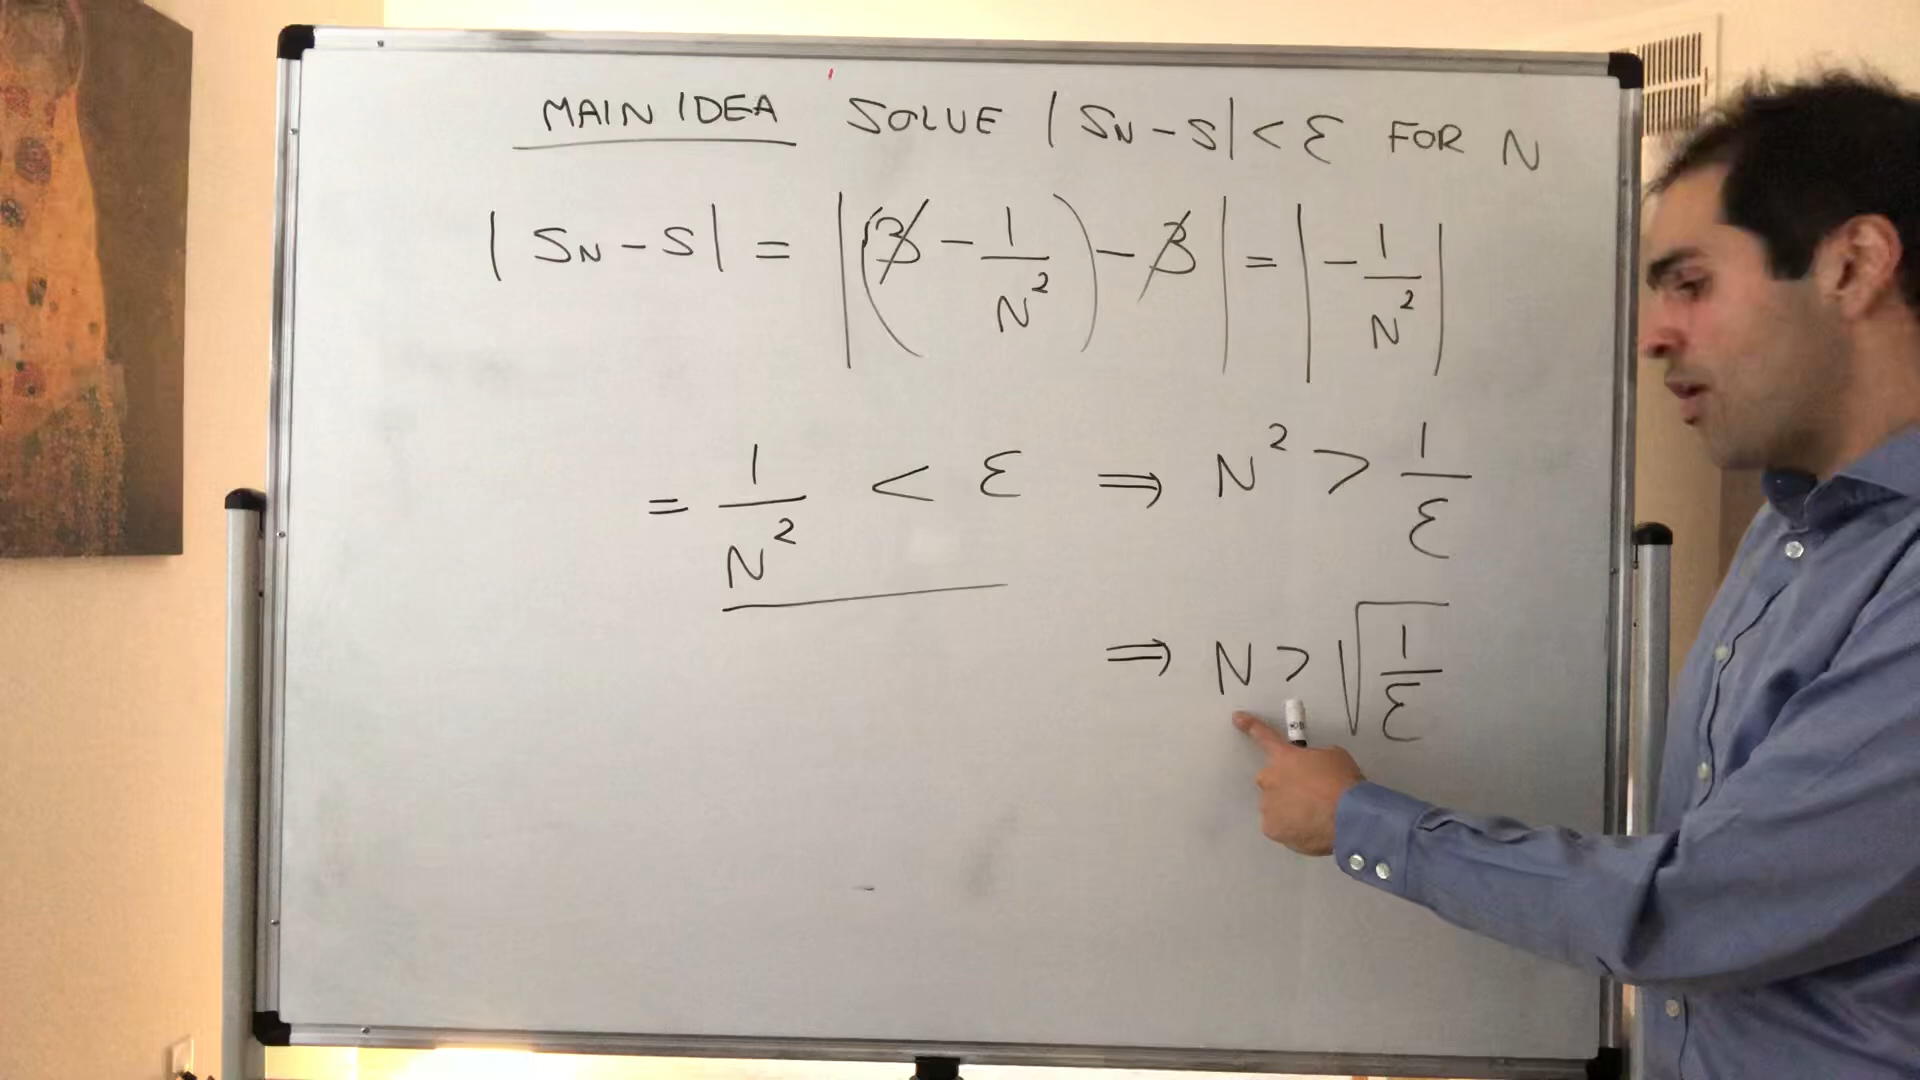 MAIN IDEA SOLVE | SN - S | < ε FOR N
| SN - S | = | (3 - 1/N²) - 3 | = | - 1/N² |
= 1/N² < ε ⇒ N² > 1/ε
⇒ N > √(1/ε)